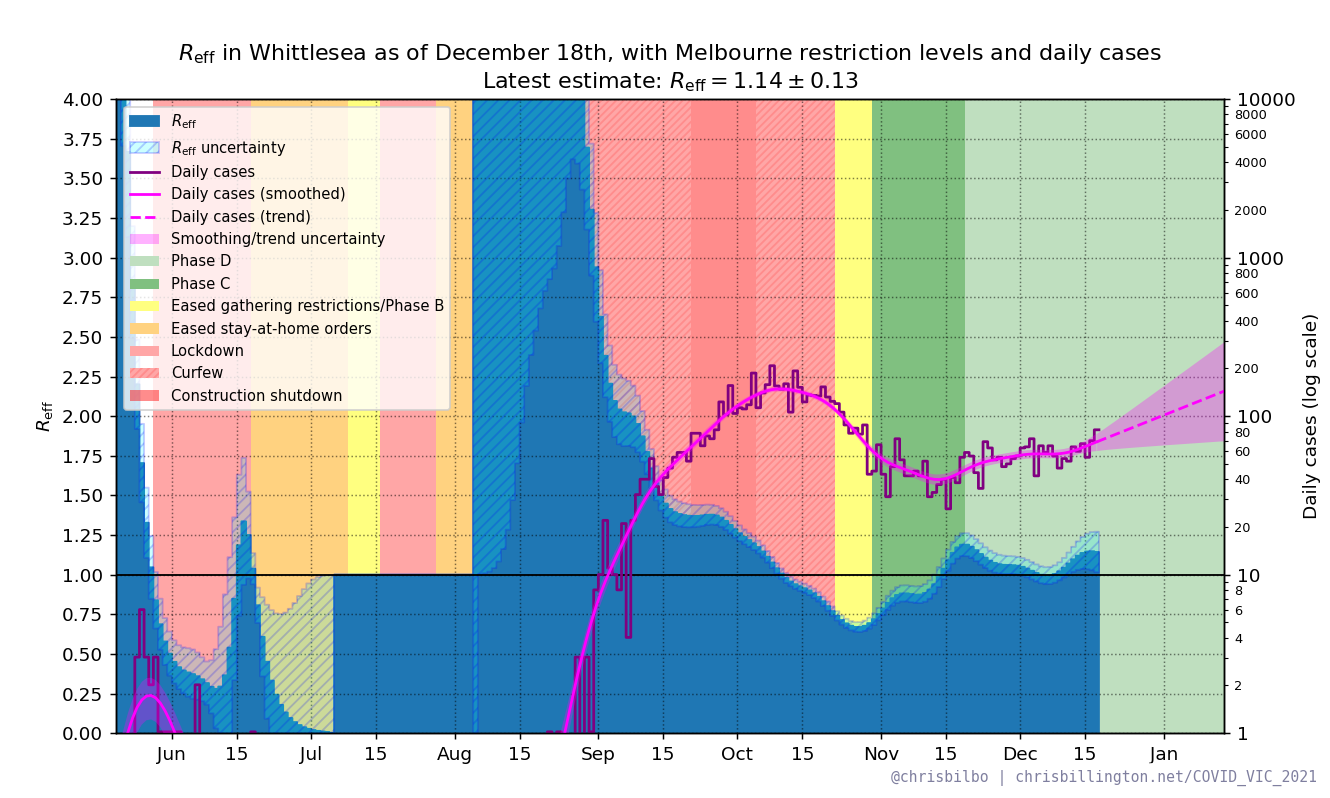 Reff in Whittlesea as of December 18th, with Melbourne restriction levels and daily cases
Latest estimate: Reff = 1.14 ± 0.13
Reff
Reff uncertainty
Daily cases
Daily cases (smoothed)
Daily cases (trend)
Smoothing/trend uncertainty
Phase D
Phase C
Eased gathering restrictions/Phase B
Eased stay-at-home orders
Lockdown
Curfew
Construction shutdown
Reff
4.00
3.75
3.50
3.25
3.00
2.75
2.50
2.25
2.00
1.75
1.50
1.25
1.00
0.75
0.50
0.25
0.00
Jun 15 Jul 15 Aug 15 Sep 15 Oct 15 Nov 15 Dec 15 Jan
10000
8000
6000
4000
2000
1000
800
600
400
200
100
80
60
40
20
10
8
6
4
2
1
Daily cases (log scale)
@chrisbilbo | chrisbillington.net/COVID_VIC_2021